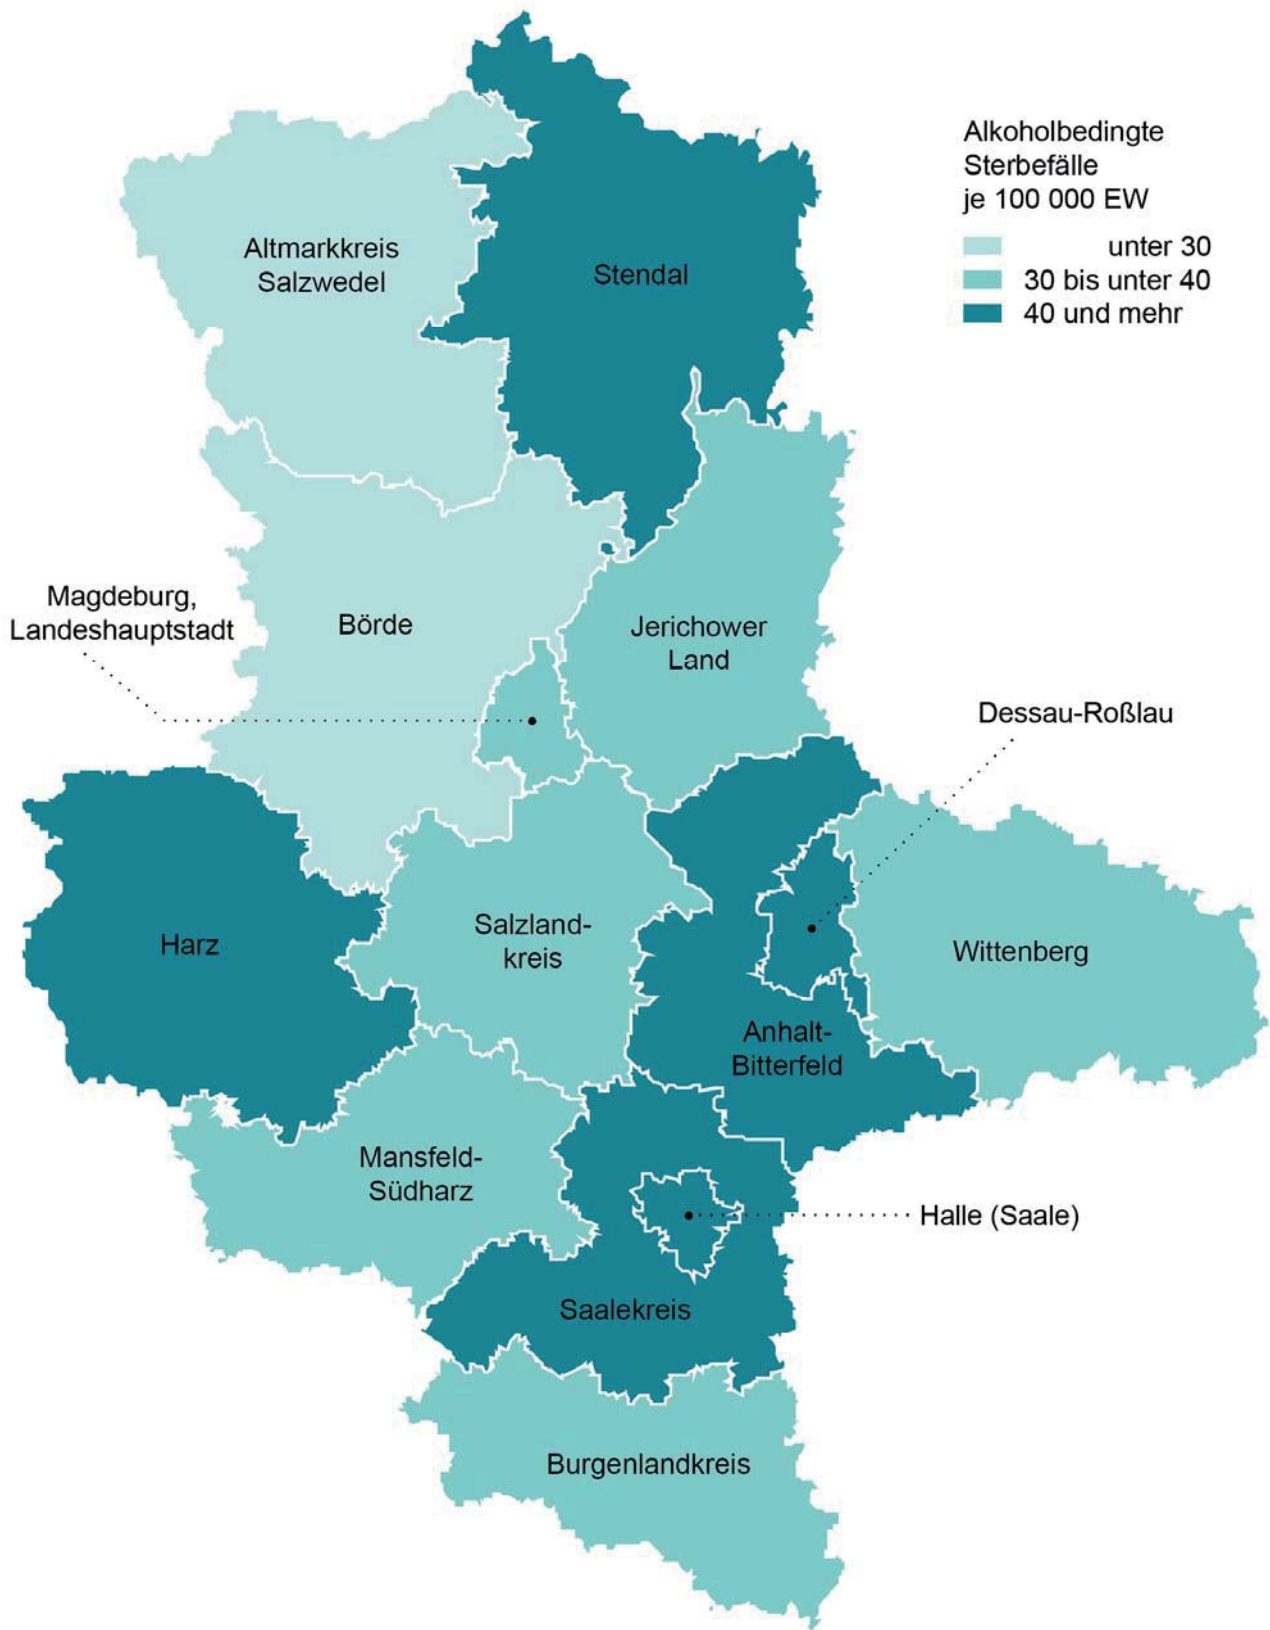 Alkoholbedingte
Sterbefälle
je 100 000 EW
unter 30
30 bis unter 40
40 und mehr
Altmarkkreis
Salzwedel
Stendal
Magdeburg,
Landeshauptstadt
Börde
Jerichower
Land
Dessau-Roßlau
Harz
Salzland-
kreis
Wittenberg
Anhalt-
Bitterfeld
Mansfeld-
Südharz
Halle (Saale)
Saalekreis
Burgenlandkreis